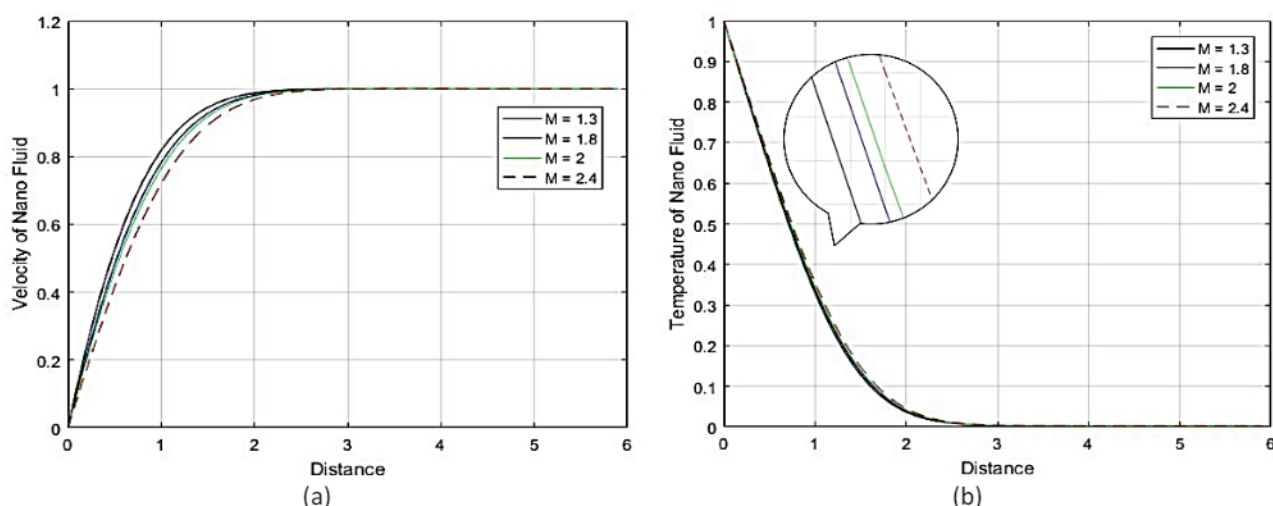 1.2
1
0.8
0.6
0.4
0.2
0
Velocity of Nano Fluid
M = 1.3
M = 1.8
M = 2
M = 2.4
0 1 2 3 4 5 6
Distance
(a)
1
0.9
0.8
0.7
0.6
0.5
0.4
0.3
0.2
0.1
0
Temperature of Nano Fluid
M = 1.3
M = 1.8
M = 2
M = 2.4
0 1 2 3 4 5 6
Distance
(b)